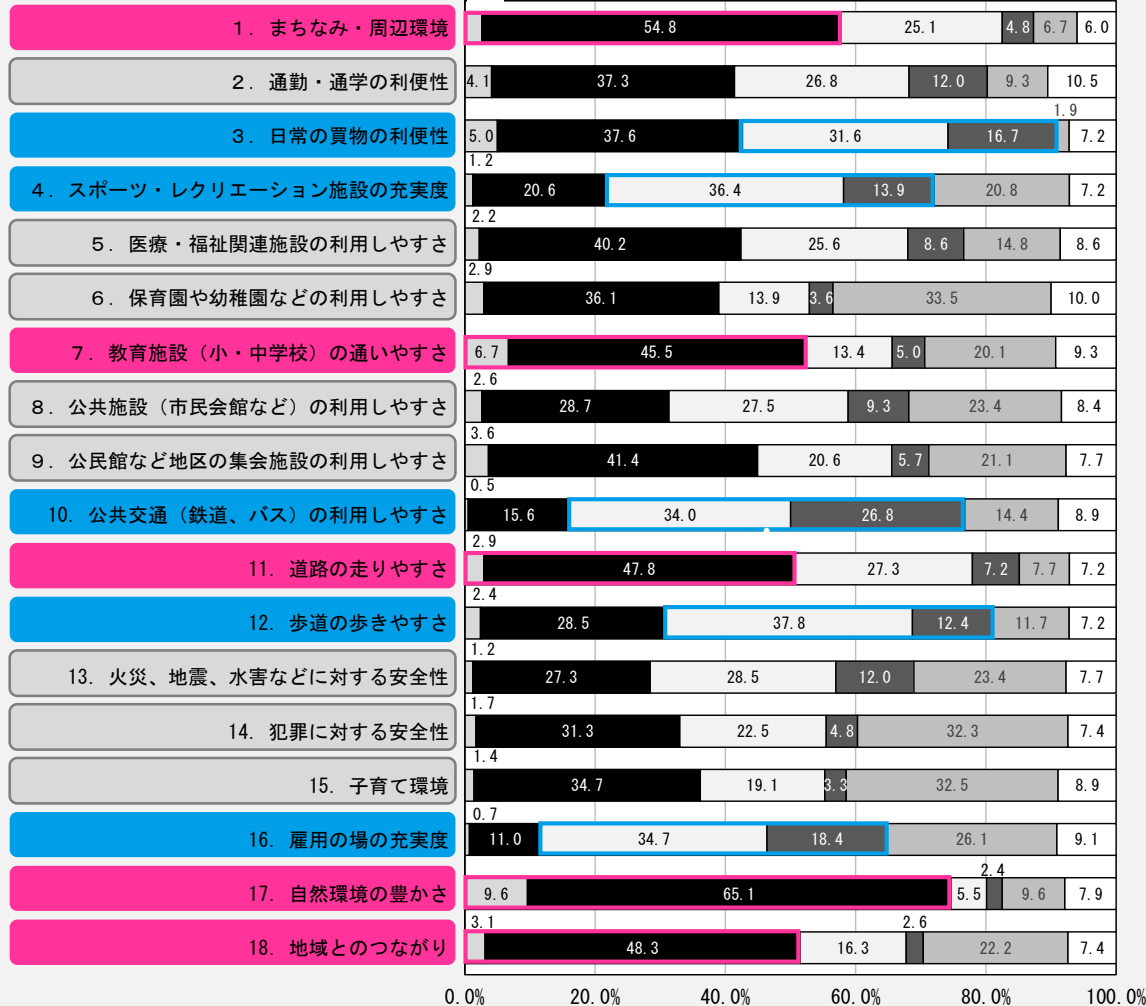 1. まちなみ・周辺環境
54.8 25.1 4.8 6.7 6.0
2. 通勤・通学の利便性
4.1 37.3 26.8 12.0 9.3 10.5
1.9
3. 日常の買物の利便性
5.0 37.6 31.6 16.7 7.2
1.2
4. スポーツ・レクリエーション施設の充実度
20.6 36.4 13.9 20.8 7.2
2.2
5. 医療・福祉関連施設の利用しやすさ
40.2 25.6 8.6 14.8 8.6
2.9
6. 保育園や幼稚園などの利用しやすさ
36.1 13.9 3.6 33.5 10.0
7. 教育施設（小・中学校）の通いやすさ
6.7 45.5 13.4 5.0 20.1 9.3
2.6
8. 公共施設（市民会館など）の利用しやすさ
28.7 27.5 9.3 23.4 8.4
3.6
9. 公民館など地区の集会施設の利用しやすさ
41.4 20.6 5.7 21.1 7.7
0.5
10. 公共交通（鉄道、バス）の利用しやすさ
15.6 34.0 26.8 14.4 8.9
2.9
11. 道路の走りやすさ
47.8 27.3 7.2 7.7 7.2
2.4
12. 歩道の歩きやすさ
28.5 37.8 12.4 11.7 7.2
1.2
13. 火災、地震、水害などに対する安全性
27.3 28.5 12.0 23.4 7.7
1.7
14. 犯罪に対する安全性
31.3 22.5 4.8 32.3 7.4
1.4
15. 子育て環境
34.7 19.1 3.3 32.5 8.9
0.7
16. 雇用の場の充実度
11.0 34.7 18.4 26.1 9.1
2.4
17. 自然環境の豊かさ
9.6 65.1 5.5 9.6 7.9
3.1 2.6
18. 地域とのつながり
48.3 16.3 22.2 7.4
0.0% 20.0% 40.0% 60.0% 80.0% 100.0%